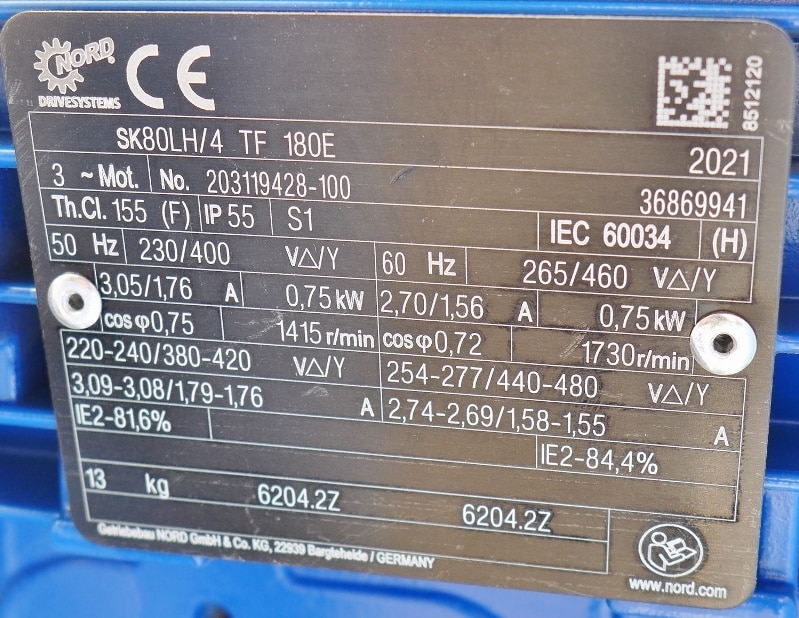 NORD
DRIVESYSTEMS
CE
8512120
SK80LH/4 TF 180E 2021
3 ~ Mot. No. 203119428-100 36869941
Th.Cl. 155 (F) IP 55 S1 IEC 60034 (H)
50 Hz 230/400 V△/Y 60 Hz 265/460 V△/Y
3,05/1,76 A 0,75 kW 2,70/1,56 A 0,75 kW
cos φ 0,75 1415 r/min cos φ 0,72 1730 r/min
220-240/380-420 V△/Y 254-277/440-480 V△/Y
3,09-3,08/1,79-1,76 A 2,74-2,69/1,58-1,55 A
IE2-81,6% IE2-84,4%
13 kg 6204.2Z 6204.2Z
Getriebebau NORD GmbH & Co. KG, 22939 Bargteheide / GERMANY
www.nord.com